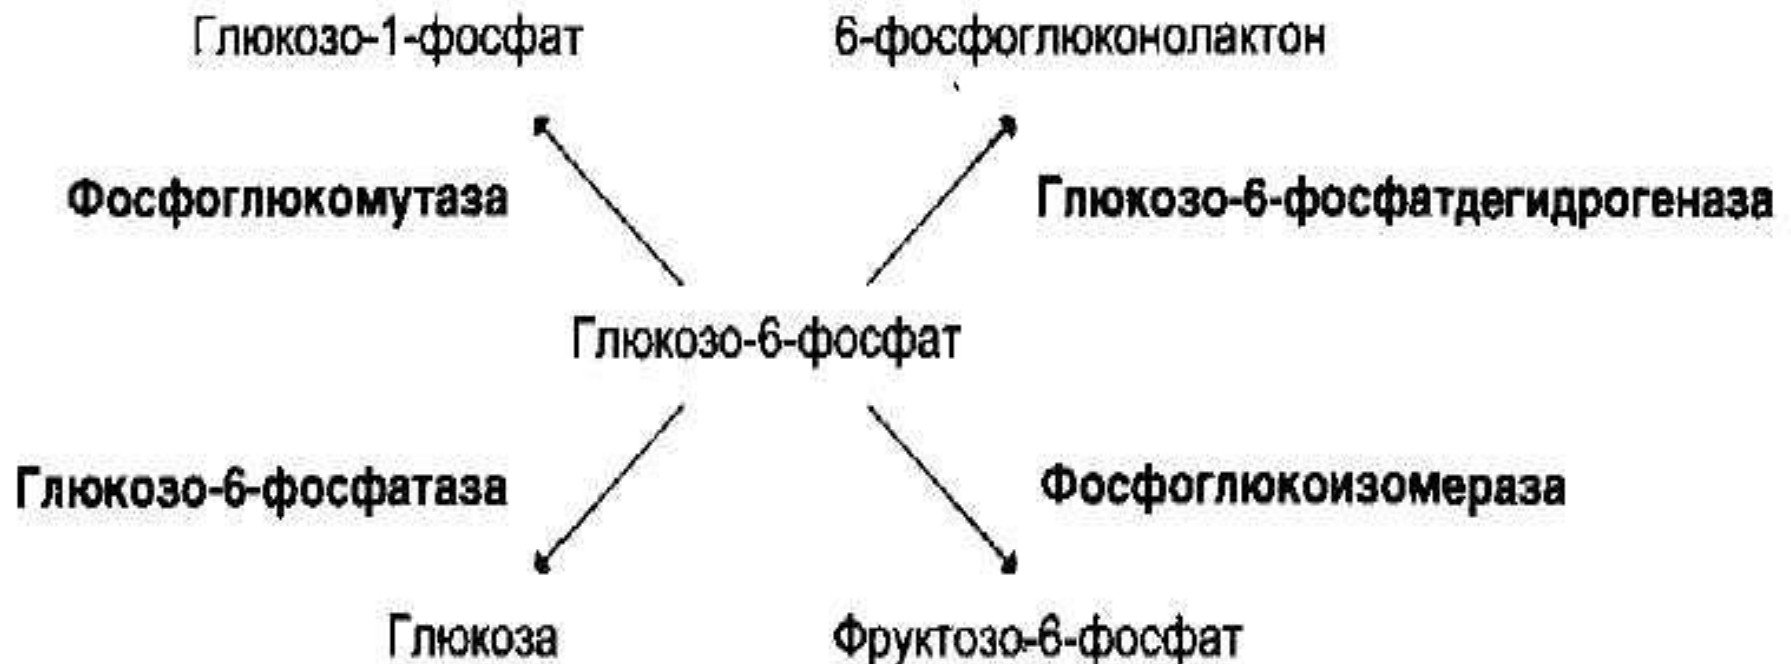 Глюкозо-1-фосфат 6-фосфоглюконолактон
Фосфоглюкомутаза Глюкозо-6-фосфатдегидрогеназа
Глюкозо-6-фосфат
Глюкозо-6-фосфатаза Фосфоглюкоизомераза
Глюкоза Фруктозо-6-фосфат